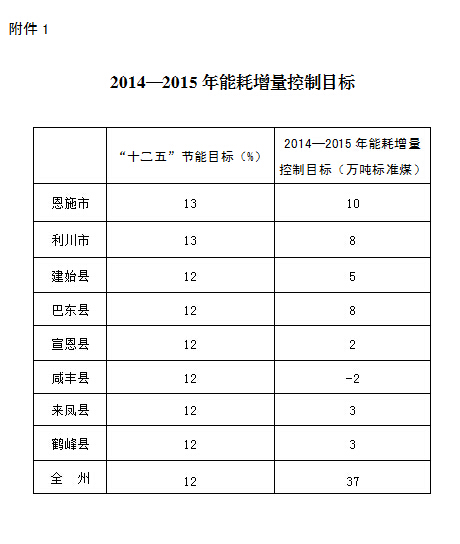 附件 1
2014—2015 年能耗增量控制目标
“十二五”节能目标（%） 2014—2015 年能耗增量
控制目标（万吨标准煤）
恩施市 13 10
利川市 13 8
建始县 12 5
巴东县 12 8
宣恩县 12 2
咸丰县 12 -2
来凤县 12 3
鹤峰县 12 3
全　州 12 37